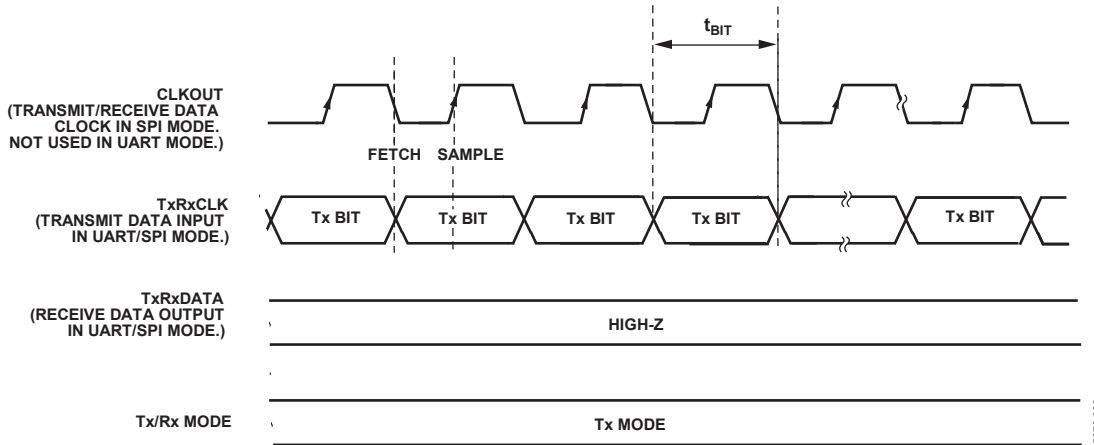 tBIT
CLKOUT
(TRANSMIT/RECEIVE DATA
CLOCK IN SPI MODE.
NOT USED IN UART MODE.)
FETCH SAMPLE
TxRxCLK
(TRANSMIT DATA INPUT
IN UART/SPI MODE.)
Tx BIT Tx BIT Tx BIT Tx BIT Tx BIT
TxRxDATA
(RECEIVE DATA OUTPUT
IN UART/SPI MODE.)
HIGH-Z
Tx/Rx MODE
Tx MODE